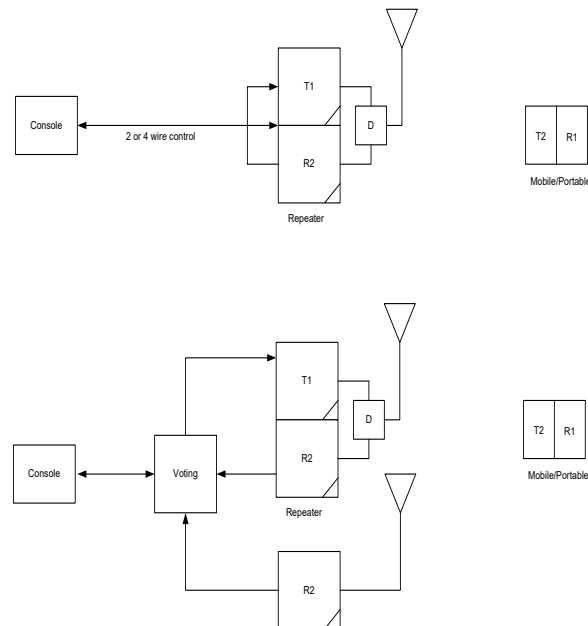 T1
Console
D
T2 R1
2 or 4 wire control
R2
Mobile/Portable
Repeater
T1
D
T2 R1
Console
Voting
R2
Mobile/Portable
Repeater
R2